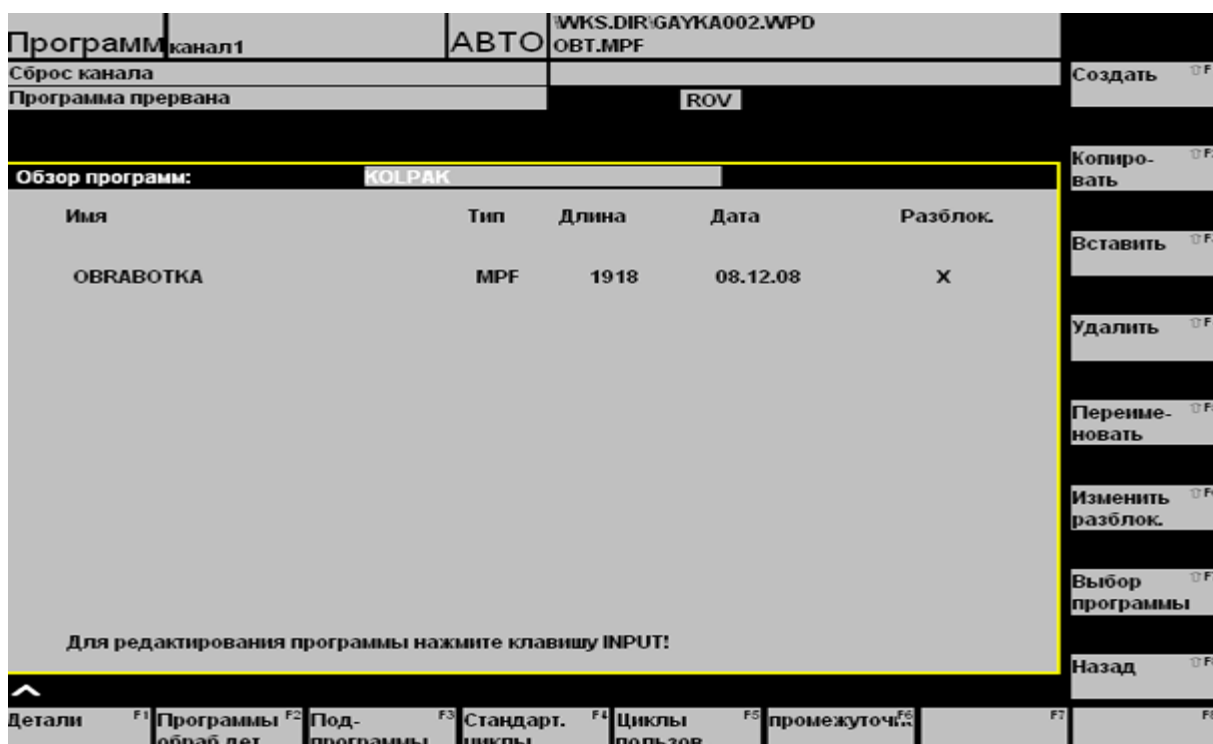 Программ канал1 АВТО \WKS.DIR\GAYKA002.WPD
OBT.MPF
Сброс канала
Программа прервана ROV
Обзор программ: KOLPAK
Имя Тип Длина Дата Разблок.
OBRABOTKA MPF 1918 08.12.08 X
Для редактирования программы нажмите клавишу INPUT!
Создать
Копиро-
вать
Вставить
Удалить
Переиме-
новать
Изменить
разблок.
Выбор
программы
Назад
Детали F1 Программы F2 Под- F3 Стандарт. F4 Циклы F5 промежуточн. F6 F7 F8
обраб.дет. программы циклы пользов.